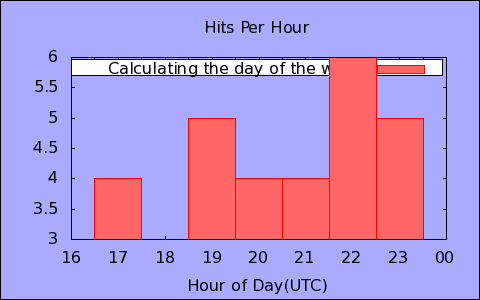 Hits Per Hour
6
Calculating the day of the
5.5
5
4.5
4
3.5
3
16 17 18 19 20 21 22 23 00
Hour of Day(UTC)